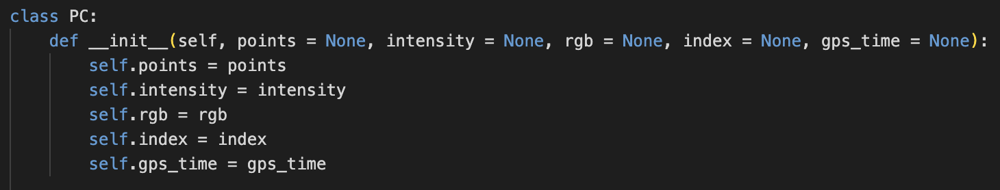 class PC:
    def __init__(self, points = None, intensity = None, rgb = None, index = None, gps_time = None):
        self.points = points
        self.intensity = intensity
        self.rgb = rgb
        self.index = index
        self.gps_time = gps_time